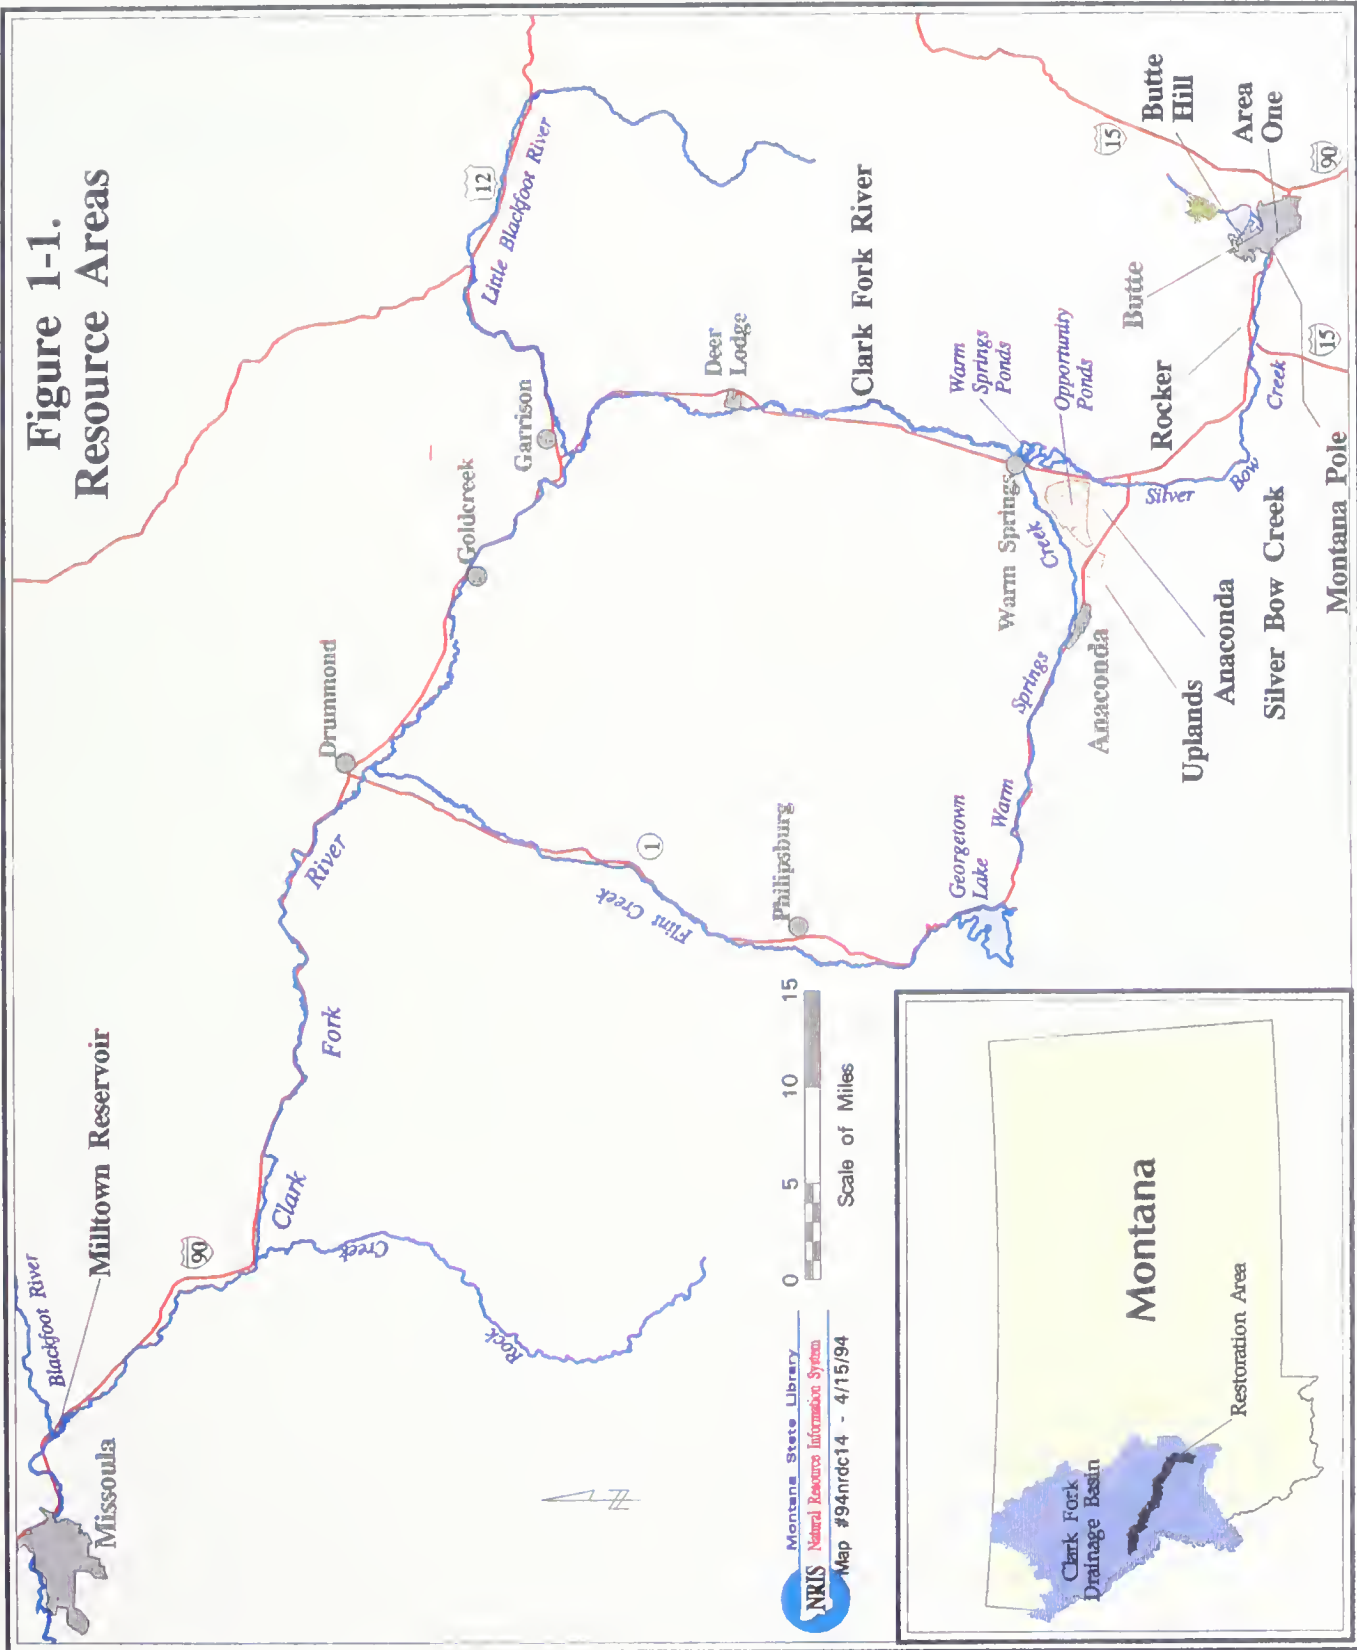 Figure 1-1.
Resource Areas
Blackfoot River
Milltown Reservoir
Missoula
90
Clark
Fork
River
Rock
Creek
Drummond
Goldcreek
Garrison
12
Little Blackfoot River
Flint Creek
1
Philipsburg
Deer
Lodge
Clark Fork River
Georgetown
Lake
Warm
Springs
Creek
Warm Springs
Warm
Springs
Ponds
Opportunity
Ponds
Anaconda
Uplands
Anaconda
Silver
Bow
Creek
Silver Bow Creek
Rocker
Butte
Montana Pole
15
Butte
Hill
15
Area
One
90
0 5 10 15
Scale of Miles
N
NRIS
Montana State Library
Natural Resource Information System
Map #94nrdc14 - 4/15/94
Montana
Clark Fork
Drainage Basin
Restoration Area